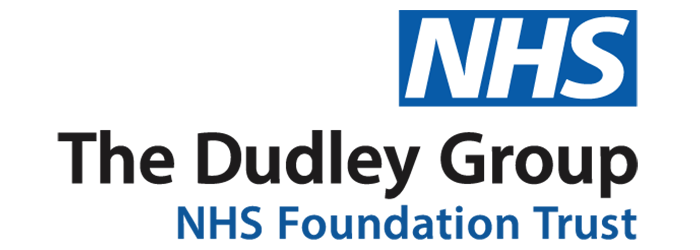 NHS
The Dudley Group
NHS Foundation Trust